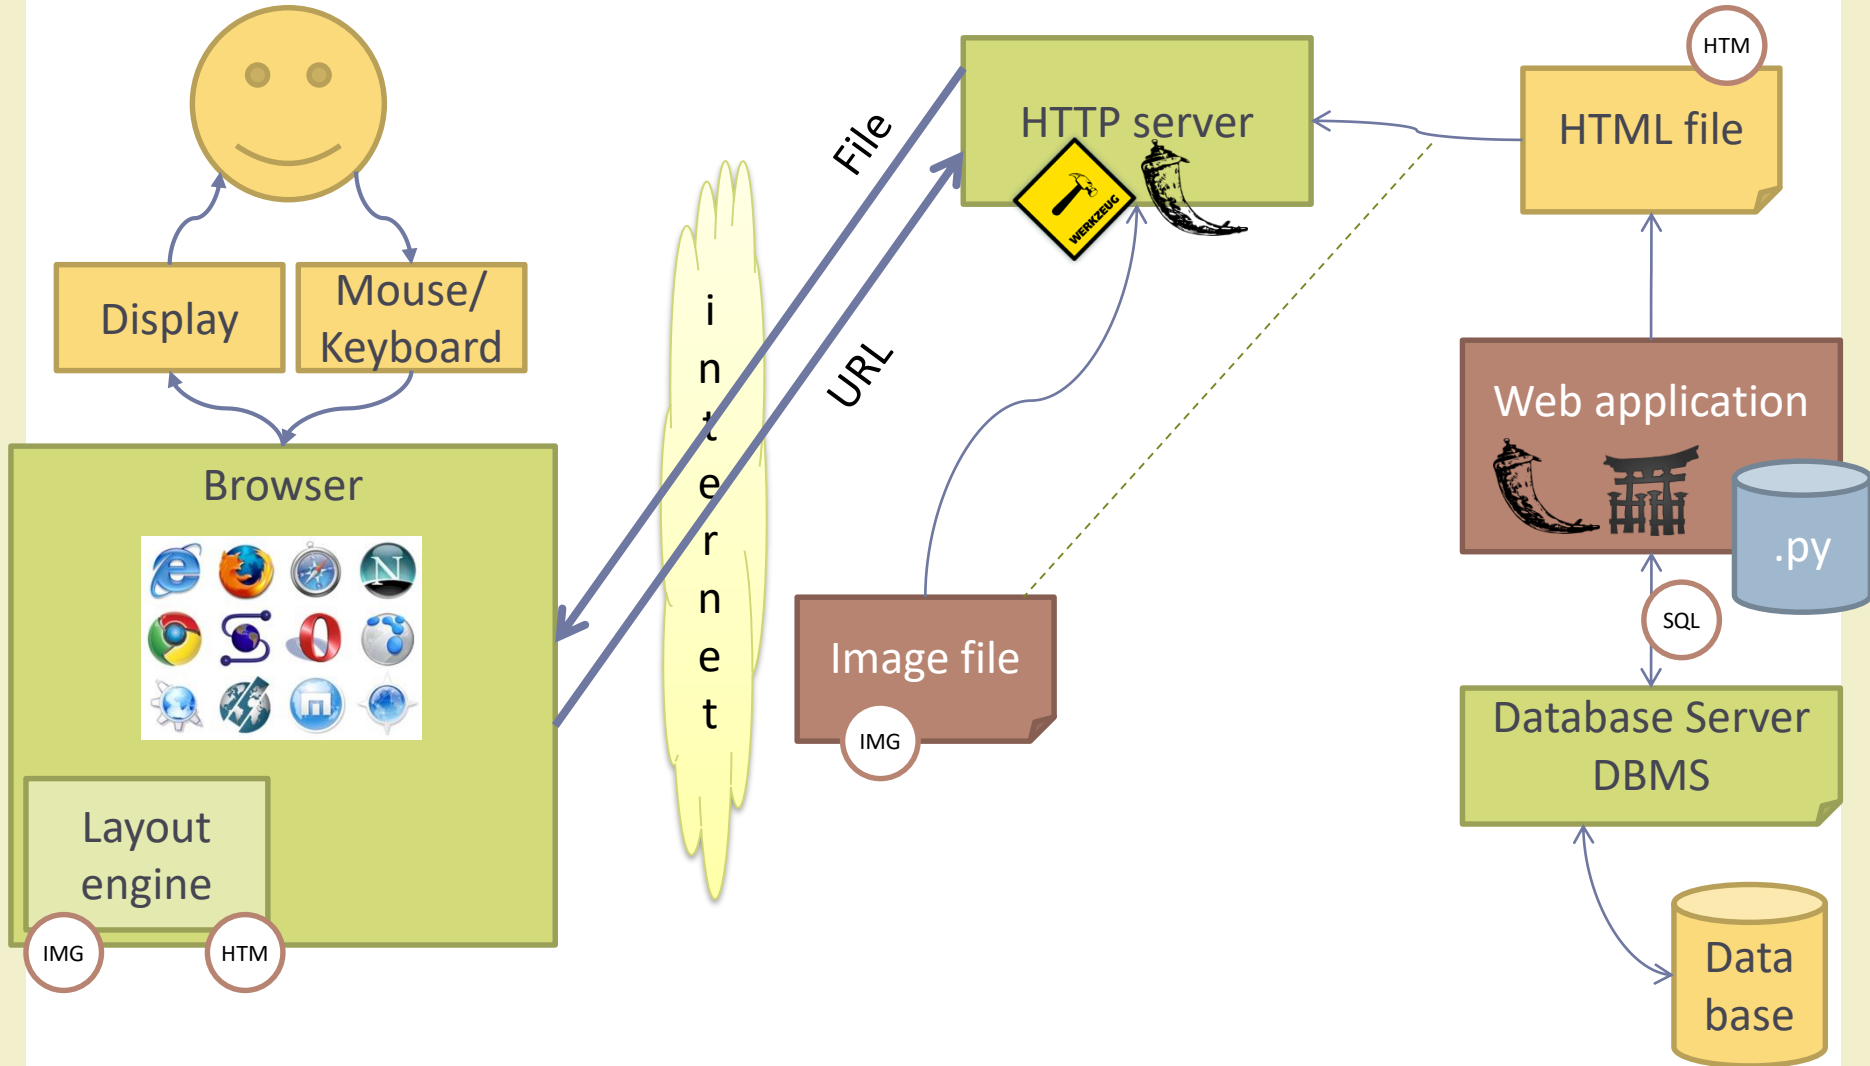 HTM
HTTP server
HTML file
WERKZEUG
File
Display
Mouse/
Keyboard
i
n
t
e
r
n
e
t
URL
Web application
.py
Browser
N
SQL
Image file
IMG
Database Server
DBMS
Layout
engine
IMG
HTM
Data
base